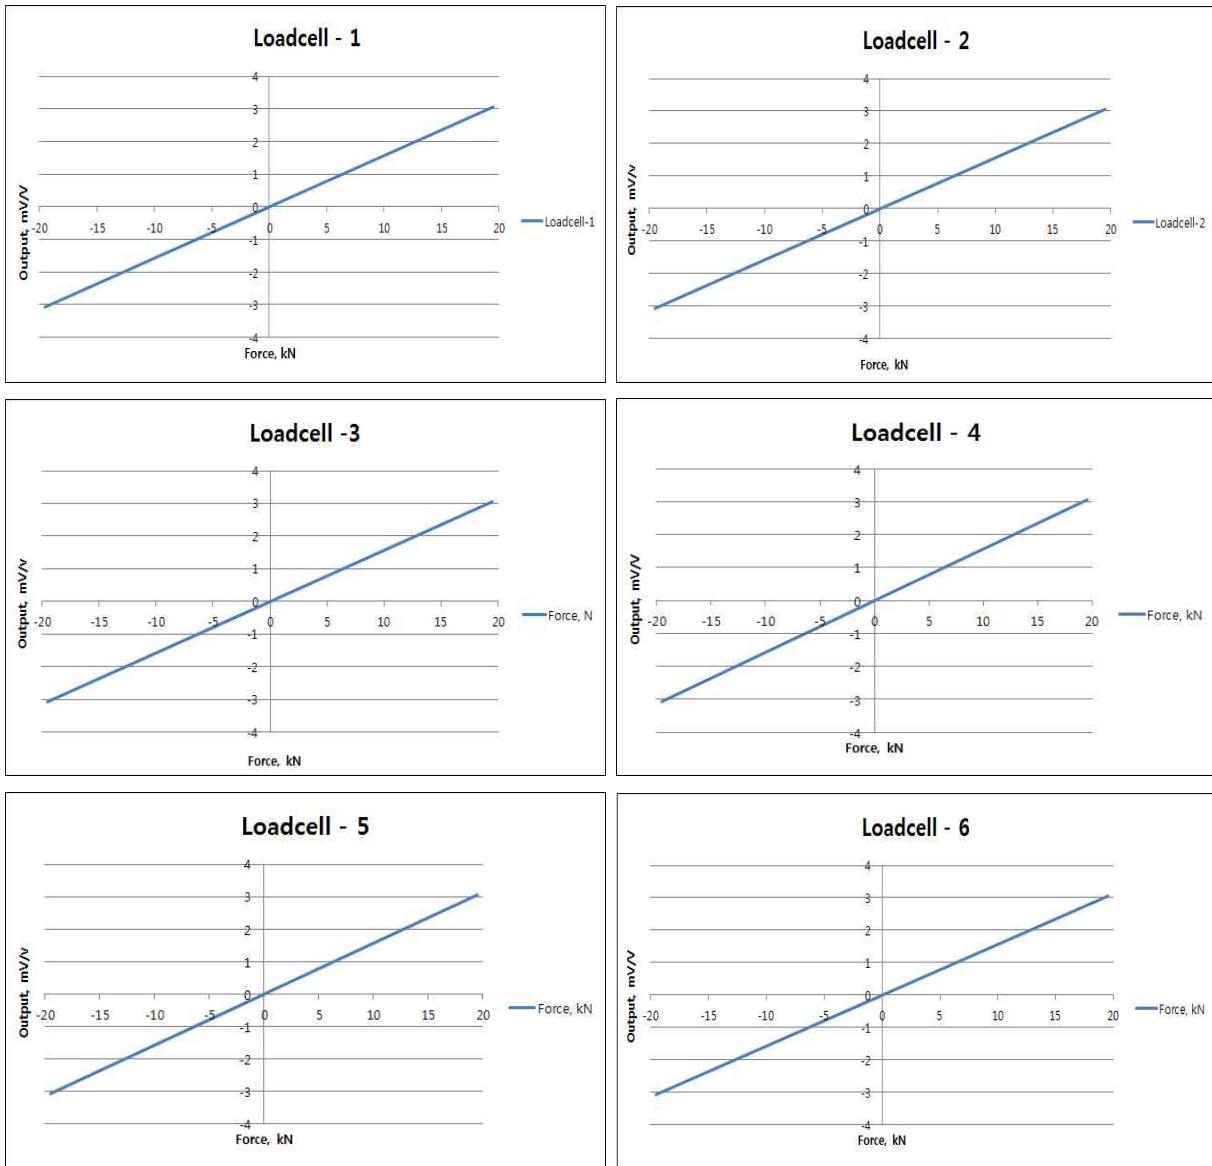 Loadcell - 1
4
3
2
1
0
-20 -15 -10 -5 0 5 10 15 20
-1
-2
-3
-4
Output, mV/V
Force, kN
Loadcell-1
Loadcell - 2
4
3
2
1
0
-20 -15 -10 -5 0 5 10 15 20
-1
-2
-3
-4
Output, mV/v
Force, kN
Loadcell-2
Loadcell -3
4
3
2
1
0
-20 -15 -10 -5 0 5 10 15 20
-1
-2
-3
-4
Output, mV/v
Force, kN
Force, N
Loadcell - 4
4
3
2
1
0
-20 -15 -10 -5 0 5 10 15 20
-1
-2
-3
-4
Output, mV/V
Force, kN
Force, kN
Loadcell - 5
4
3
2
1
0
-20 -15 -10 -5 0 5 10 15 20
-1
-2
-3
-4
Output, mV/v
Force, kN
Force, kN
Loadcell - 6
4
3
2
1
0
-20 -15 -10 -5 0 5 10 15 20
-1
-2
-3
-4
Output, mV/v
Force, kN
Force, kN